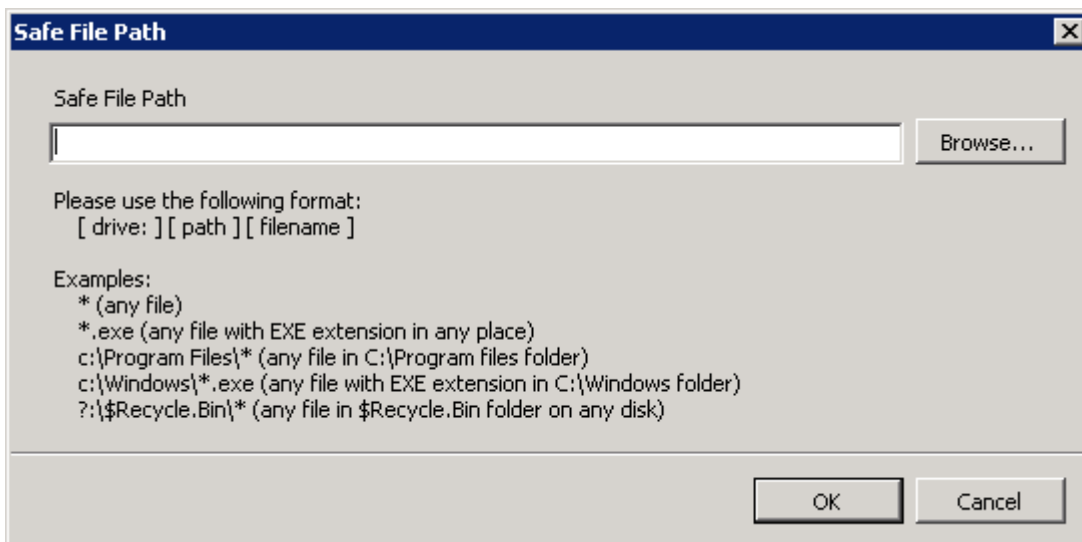 Safe File Path
Safe File Path
Browse...
Please use the following format:
[ drive: ] [ path ] [ filename ]
Examples:
* (any file)
*.exe (any file with EXE extension in any place)
c:\Program Files\* (any file in C:\Program files folder)
c:\Windows\*.exe (any file with EXE extension in C:\Windows folder)
?:\$Recycle.Bin\* (any file in $Recycle.Bin folder on any disk)
OK
Cancel